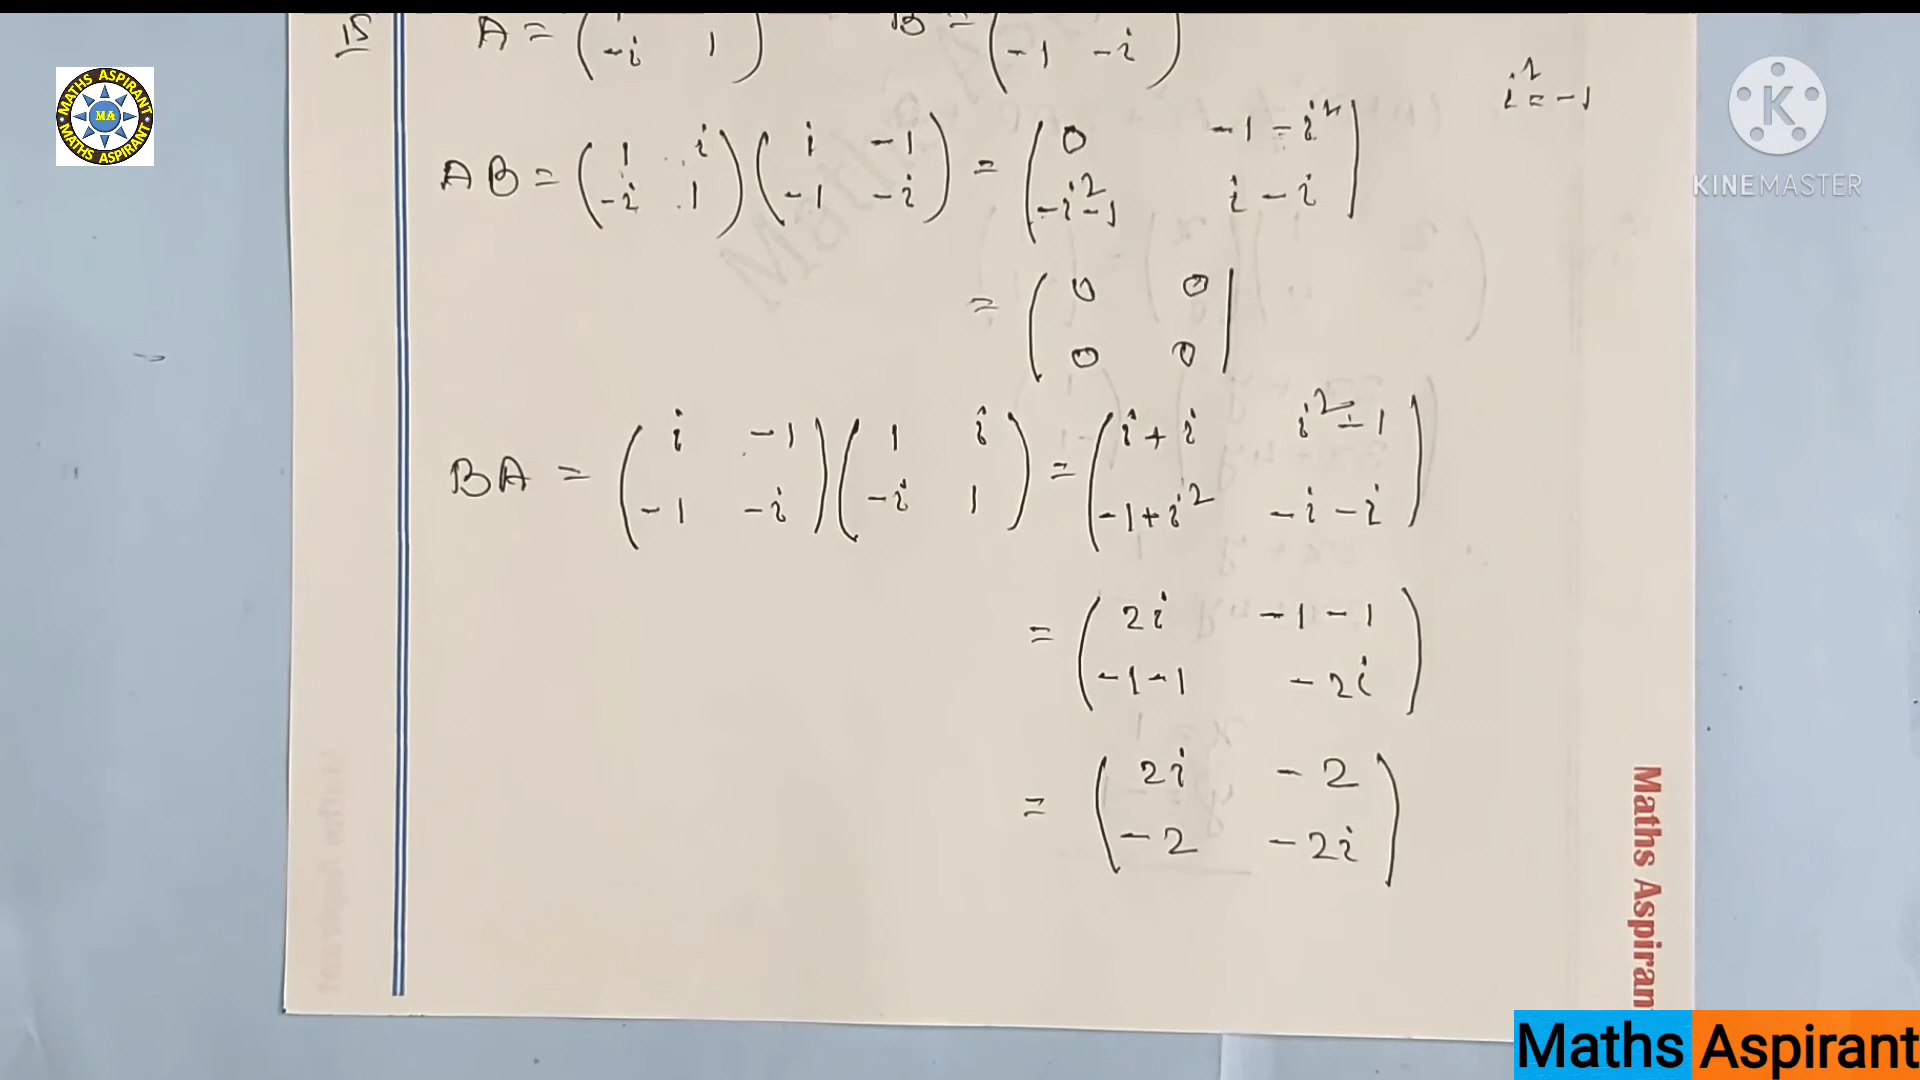 15 A = ( -i 1 ) B = ( -1 -i )
i² = -1
AB = ( 1 i ) ( i -1 ) = ( 0 -1 - i² )
( -i 1 ) ( -1 -i ) ( -i² - 1 i - i )
= ( 0 0 )
( 0 0 )
BA = ( i -1 ) ( 1 i ) = ( i + i i² - 1 )
( -1 -i ) ( -i 1 ) ( -1 + i² -i - i )
= ( 2i -1 - 1 )
( -1 - 1 -2i )
= ( 2i -2 )
( -2 -2i )
MATHS ASPIRANT
MA
MATHS ASPIRANT
K
KINEMASTER
Maths Aspiran
Maths Aspirant